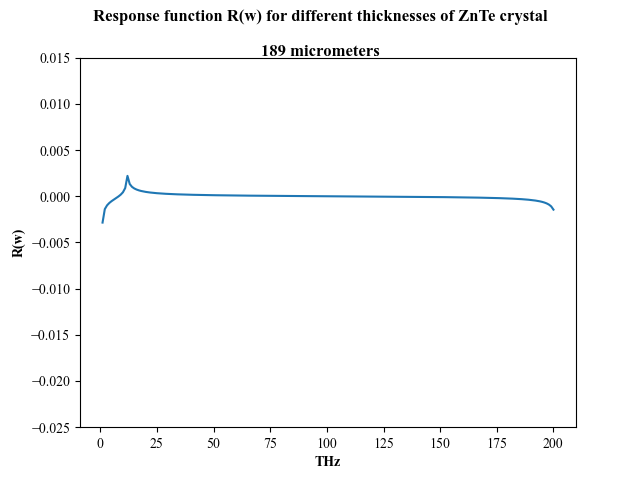 Response function R(w) for different thicknesses of ZnTe crystal
189 micrometers
0.015
0.010
0.005
0.000
−0.005
−0.010
−0.015
−0.020
−0.025
R(w)
0 25 50 75 100 125 150 175 200
THz